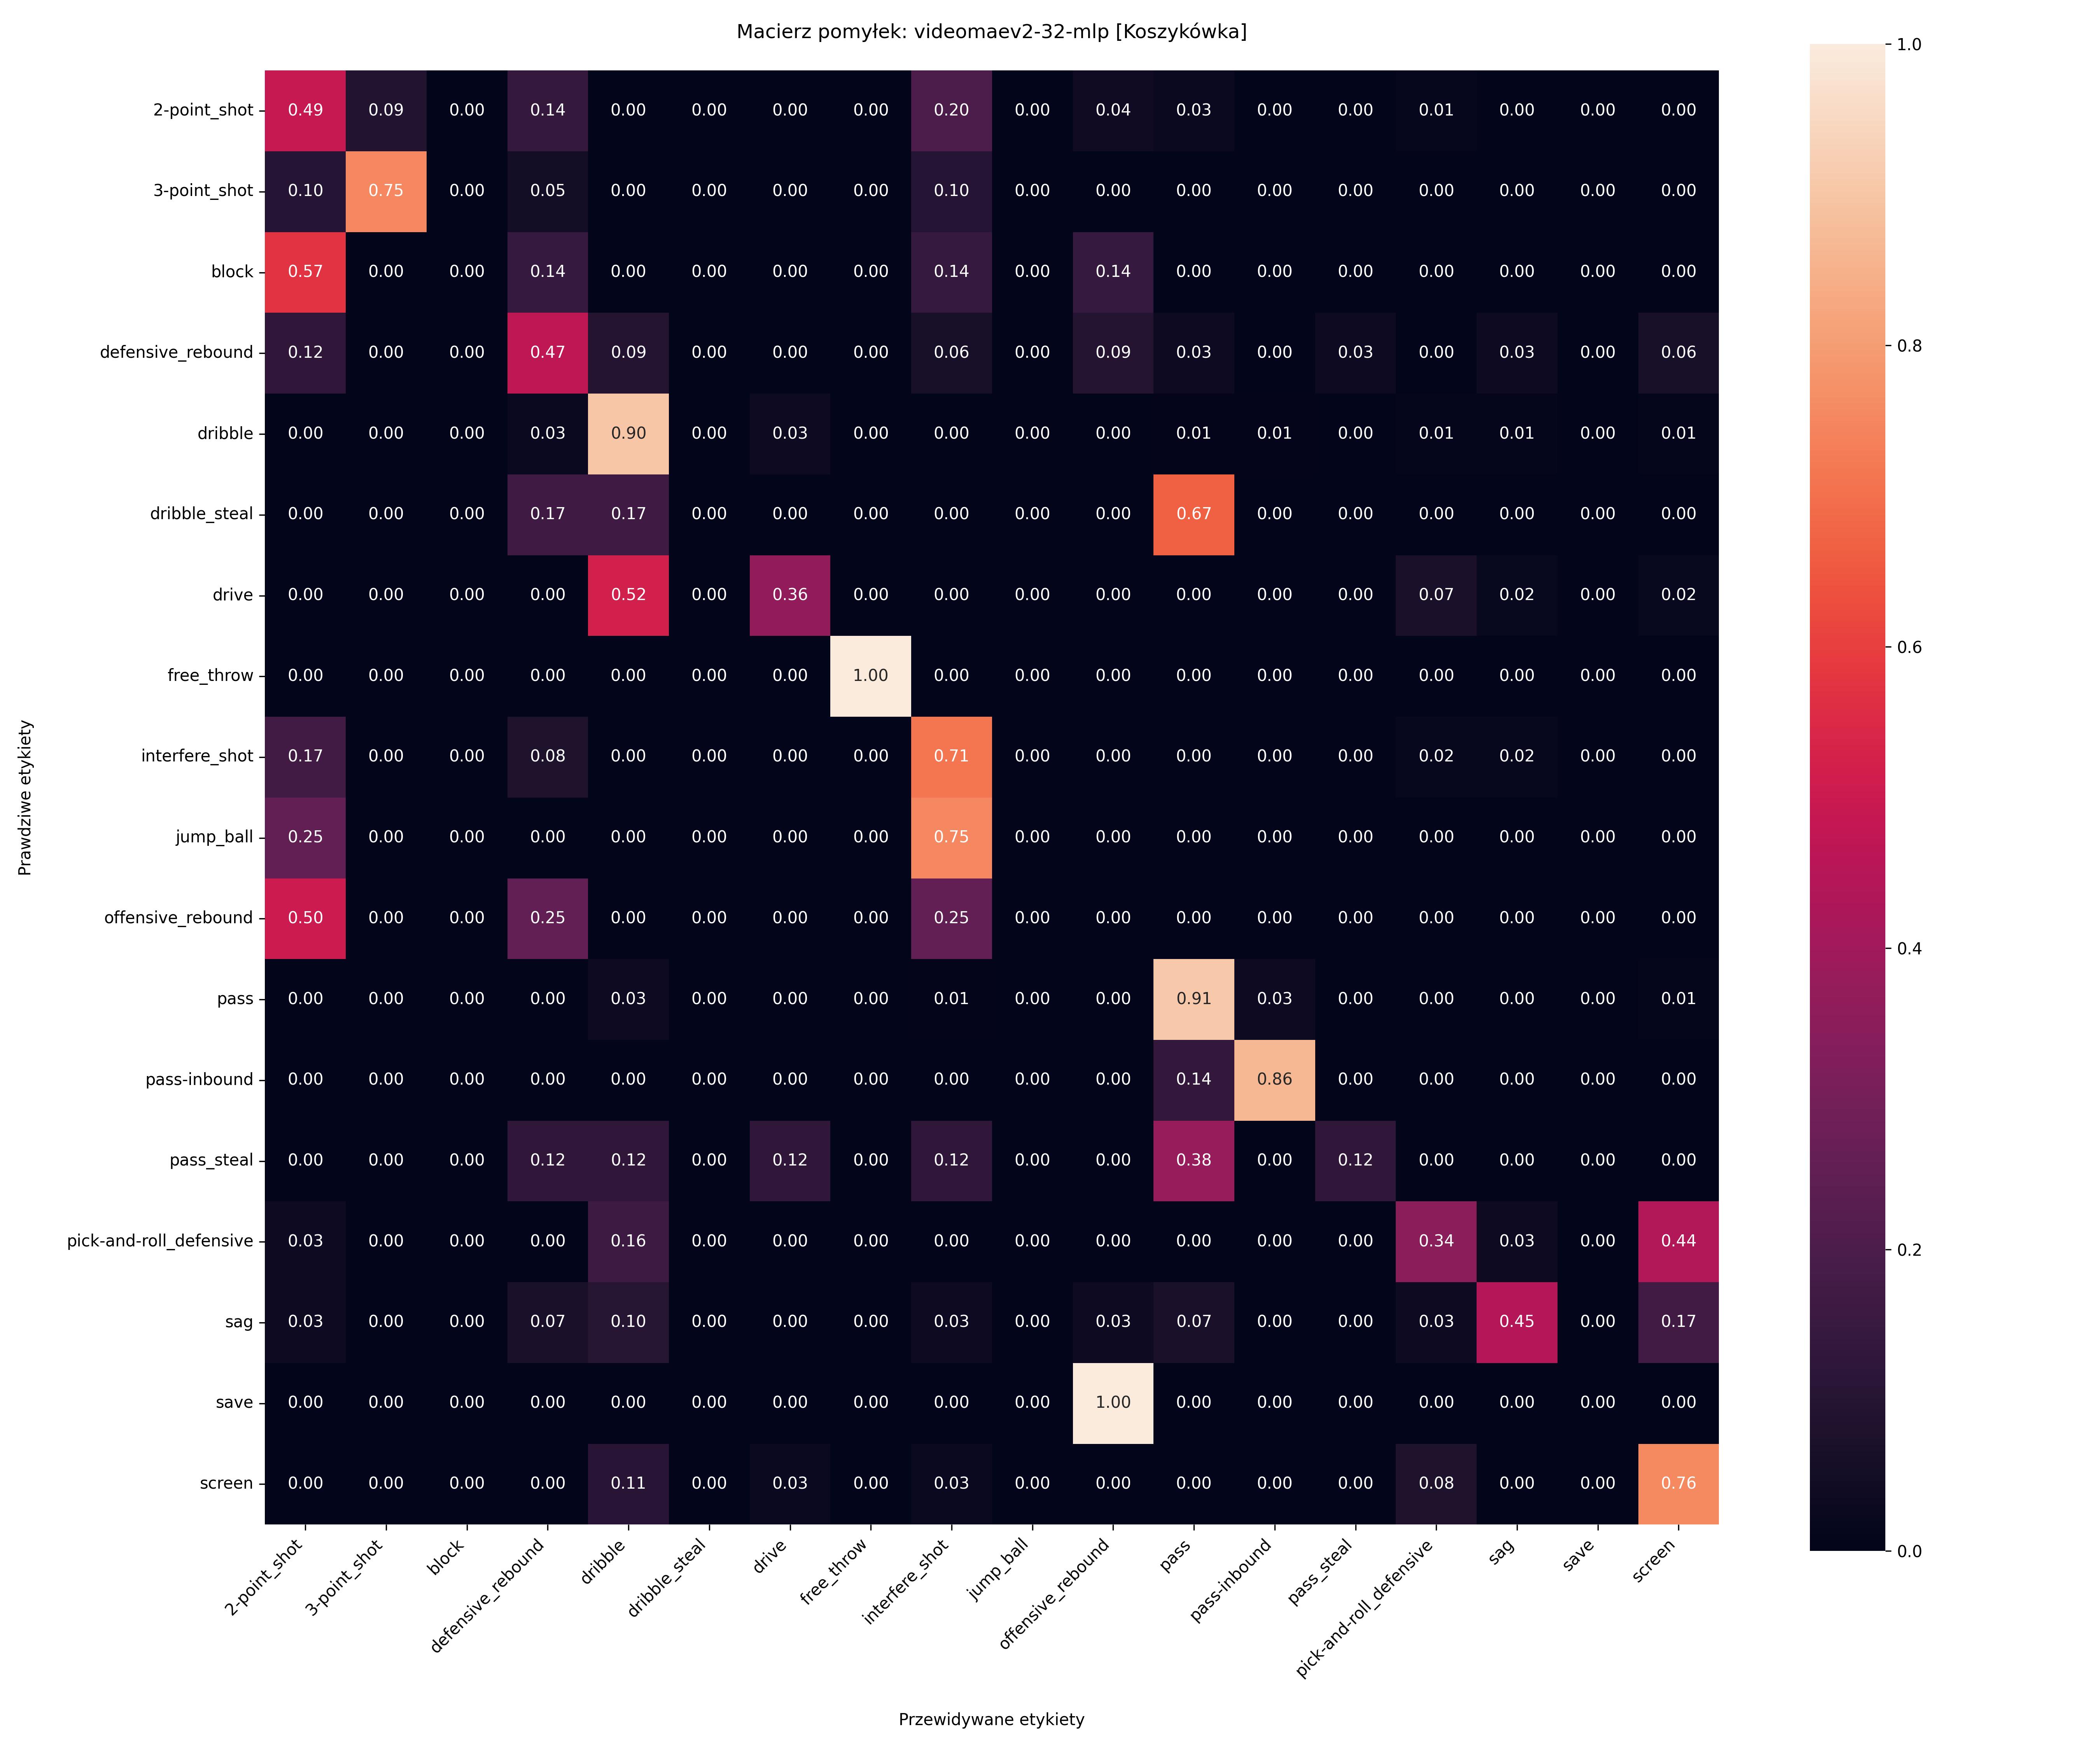 Macierz pomyłek: videomaev2-32-mlp [Koszykówka]
1.0
2-point_shot 0.49 0.09 0.00 0.14 0.00 0.00 0.00 0.00 0.20 0.00 0.04 0.03 0.00 0.00 0.01 0.00 0.00 0.00
3-point_shot 0.10 0.75 0.00 0.05 0.00 0.00 0.00 0.00 0.10 0.00 0.00 0.00 0.00 0.00 0.00 0.00 0.00 0.00
block 0.57 0.00 0.00 0.14 0.00 0.00 0.00 0.00 0.14 0.00 0.14 0.00 0.00 0.00 0.00 0.00 0.00 0.00
defensive_rebound 0.12 0.00 0.00 0.47 0.09 0.00 0.00 0.00 0.06 0.00 0.09 0.03 0.00 0.03 0.00 0.03 0.00 0.06
0.8
dribble 0.00 0.00 0.00 0.03 0.90 0.00 0.03 0.00 0.00 0.00 0.00 0.01 0.01 0.00 0.01 0.01 0.00 0.01
dribble_steal 0.00 0.00 0.00 0.17 0.17 0.00 0.00 0.00 0.00 0.00 0.00 0.67 0.00 0.00 0.00 0.00 0.00 0.00
drive 0.00 0.00 0.00 0.00 0.52 0.00 0.36 0.00 0.00 0.00 0.00 0.00 0.00 0.00 0.07 0.02 0.00 0.02
0.6
free_throw 0.00 0.00 0.00 0.00 0.00 0.00 0.00 1.00 0.00 0.00 0.00 0.00 0.00 0.00 0.00 0.00 0.00 0.00
interfere_shot 0.17 0.00 0.00 0.08 0.00 0.00 0.00 0.00 0.71 0.00 0.00 0.00 0.00 0.00 0.02 0.02 0.00 0.00
Prawdziwe etykiety
jump_ball 0.25 0.00 0.00 0.00 0.00 0.00 0.00 0.00 0.75 0.00 0.00 0.00 0.00 0.00 0.00 0.00 0.00 0.00
offensive_rebound 0.50 0.00 0.00 0.25 0.00 0.00 0.00 0.00 0.25 0.00 0.00 0.00 0.00 0.00 0.00 0.00 0.00 0.00
0.4
pass 0.00 0.00 0.00 0.00 0.03 0.00 0.00 0.00 0.01 0.00 0.00 0.91 0.03 0.00 0.00 0.00 0.00 0.01
pass-inbound 0.00 0.00 0.00 0.00 0.00 0.00 0.00 0.00 0.00 0.00 0.00 0.14 0.86 0.00 0.00 0.00 0.00 0.00
pass_steal 0.00 0.00 0.00 0.12 0.12 0.00 0.12 0.00 0.12 0.00 0.00 0.38 0.00 0.12 0.00 0.00 0.00 0.00
pick-and-roll_defensive 0.03 0.00 0.00 0.00 0.16 0.00 0.00 0.00 0.00 0.00 0.00 0.00 0.00 0.00 0.34 0.03 0.00 0.44
0.2
sag 0.03 0.00 0.00 0.07 0.10 0.00 0.00 0.00 0.03 0.00 0.03 0.07 0.00 0.00 0.03 0.45 0.00 0.17
save 0.00 0.00 0.00 0.00 0.00 0.00 0.00 0.00 0.00 0.00 1.00 0.00 0.00 0.00 0.00 0.00 0.00 0.00
screen 0.00 0.00 0.00 0.00 0.11 0.00 0.03 0.00 0.03 0.00 0.00 0.00 0.00 0.00 0.08 0.00 0.00 0.76
0.0
2-point_shot
3-point_shot
block
defensive_rebound
dribble
dribble_steal
drive
free_throw
interfere_shot
jump_ball
offensive_rebound
pass
pass-inbound
pass_steal
pick-and-roll_defensive
sag
save
screen
Przewidywane etykiety